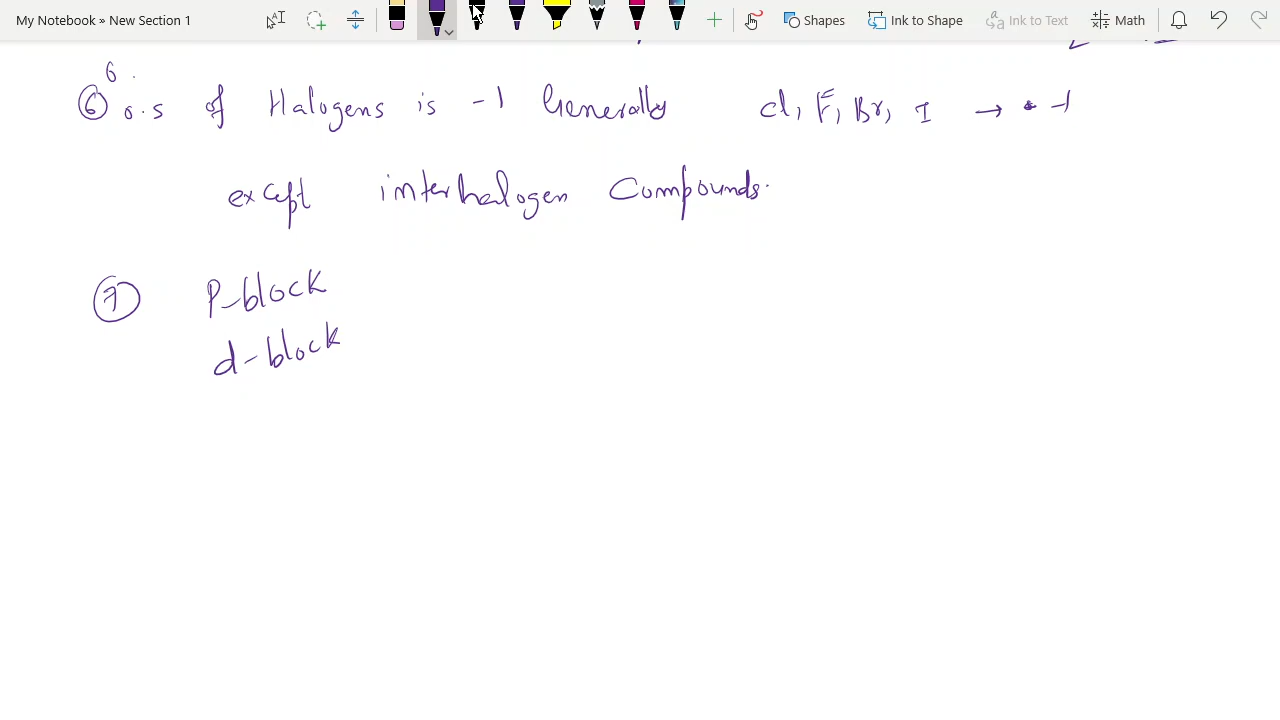 My Notebook » New Section 1
Shapes
Ink to Shape
Ink to Text
Math
6.
6 o.s of Halogens is -1 Generally cl, F, Br, I → -1
except interhalogen Compounds.
7 P-block
d-block